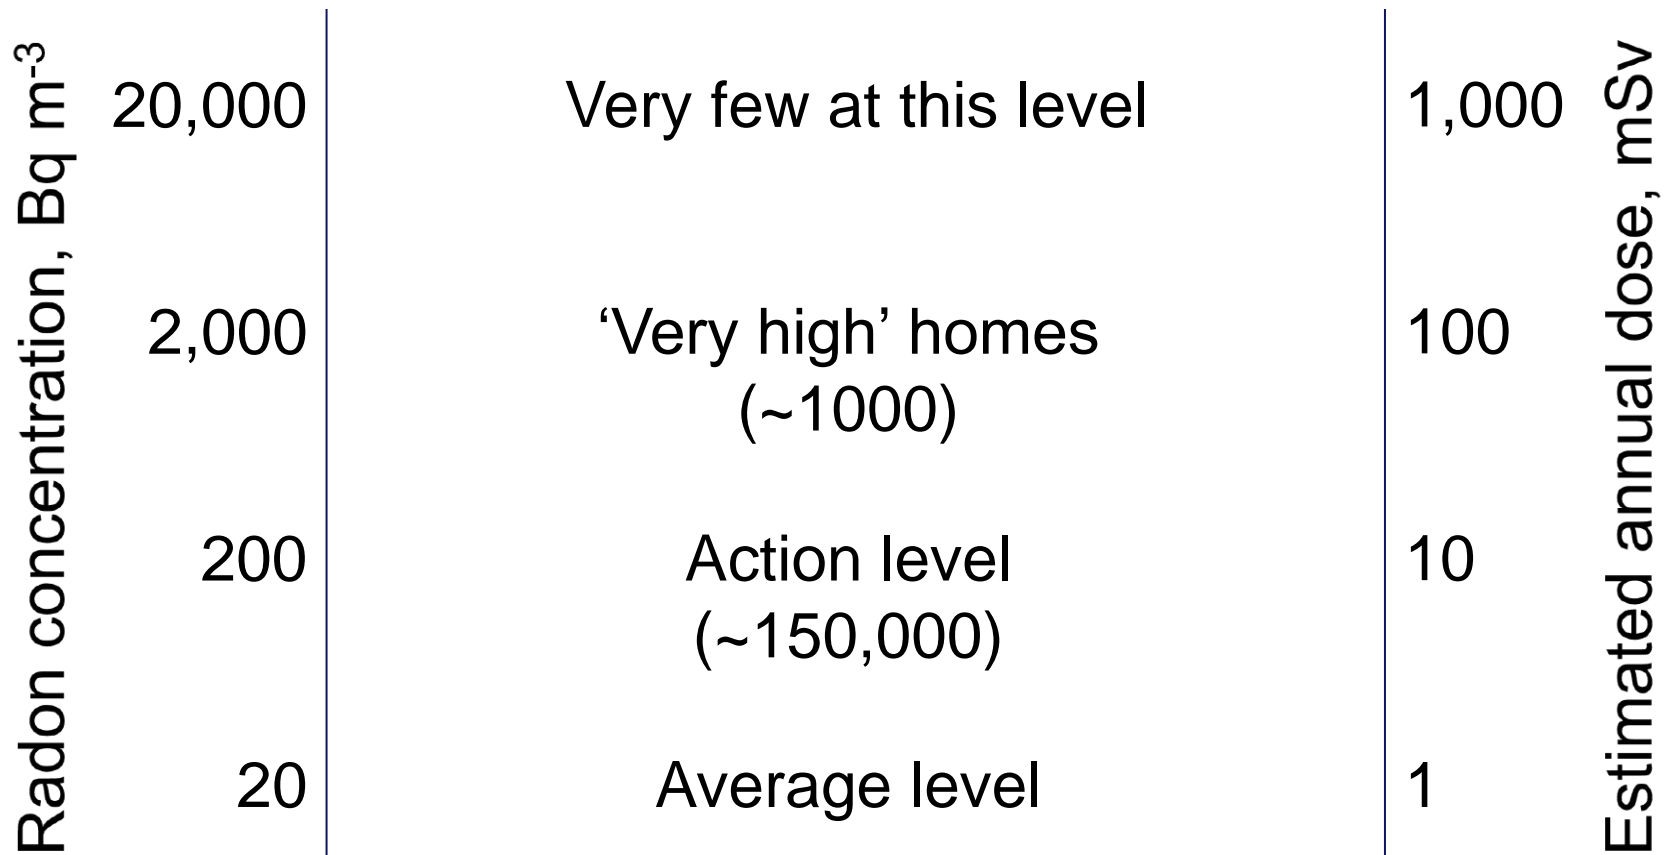 Radon concentration, Bq m⁻³
20,000 Very few at this level 1,000
2,000 ‘Very high’ homes 100
(~1000)
200 Action level 10
(~150,000)
20 Average level 1
Estimated annual dose, mSv